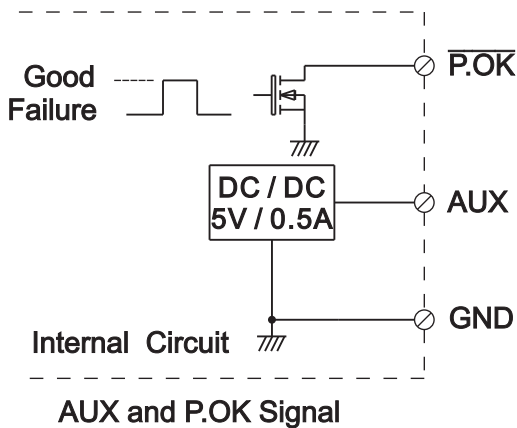 Good
Failure
P.OK
DC / DC
5V / 0.5A
AUX
GND
Internal Circuit
AUX and P.OK Signal